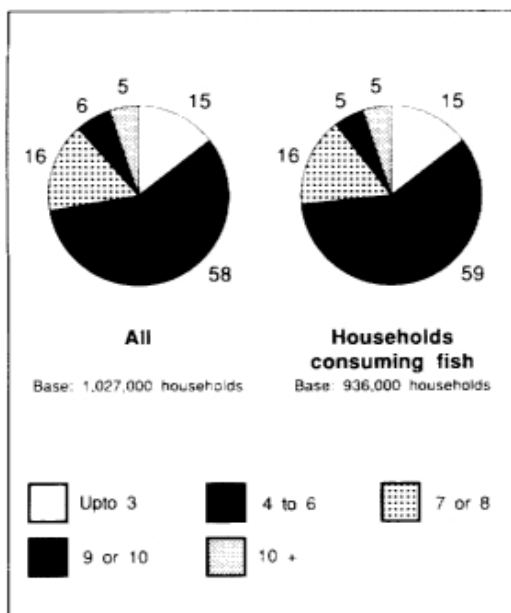 5
15
6
16
58
All
Base: 1,027,000 households
5
15
5
16
59
Households
consuming fish
Base: 936,000 households
Upto 3
4 to 6
7 or 8
9 or 10
10 +